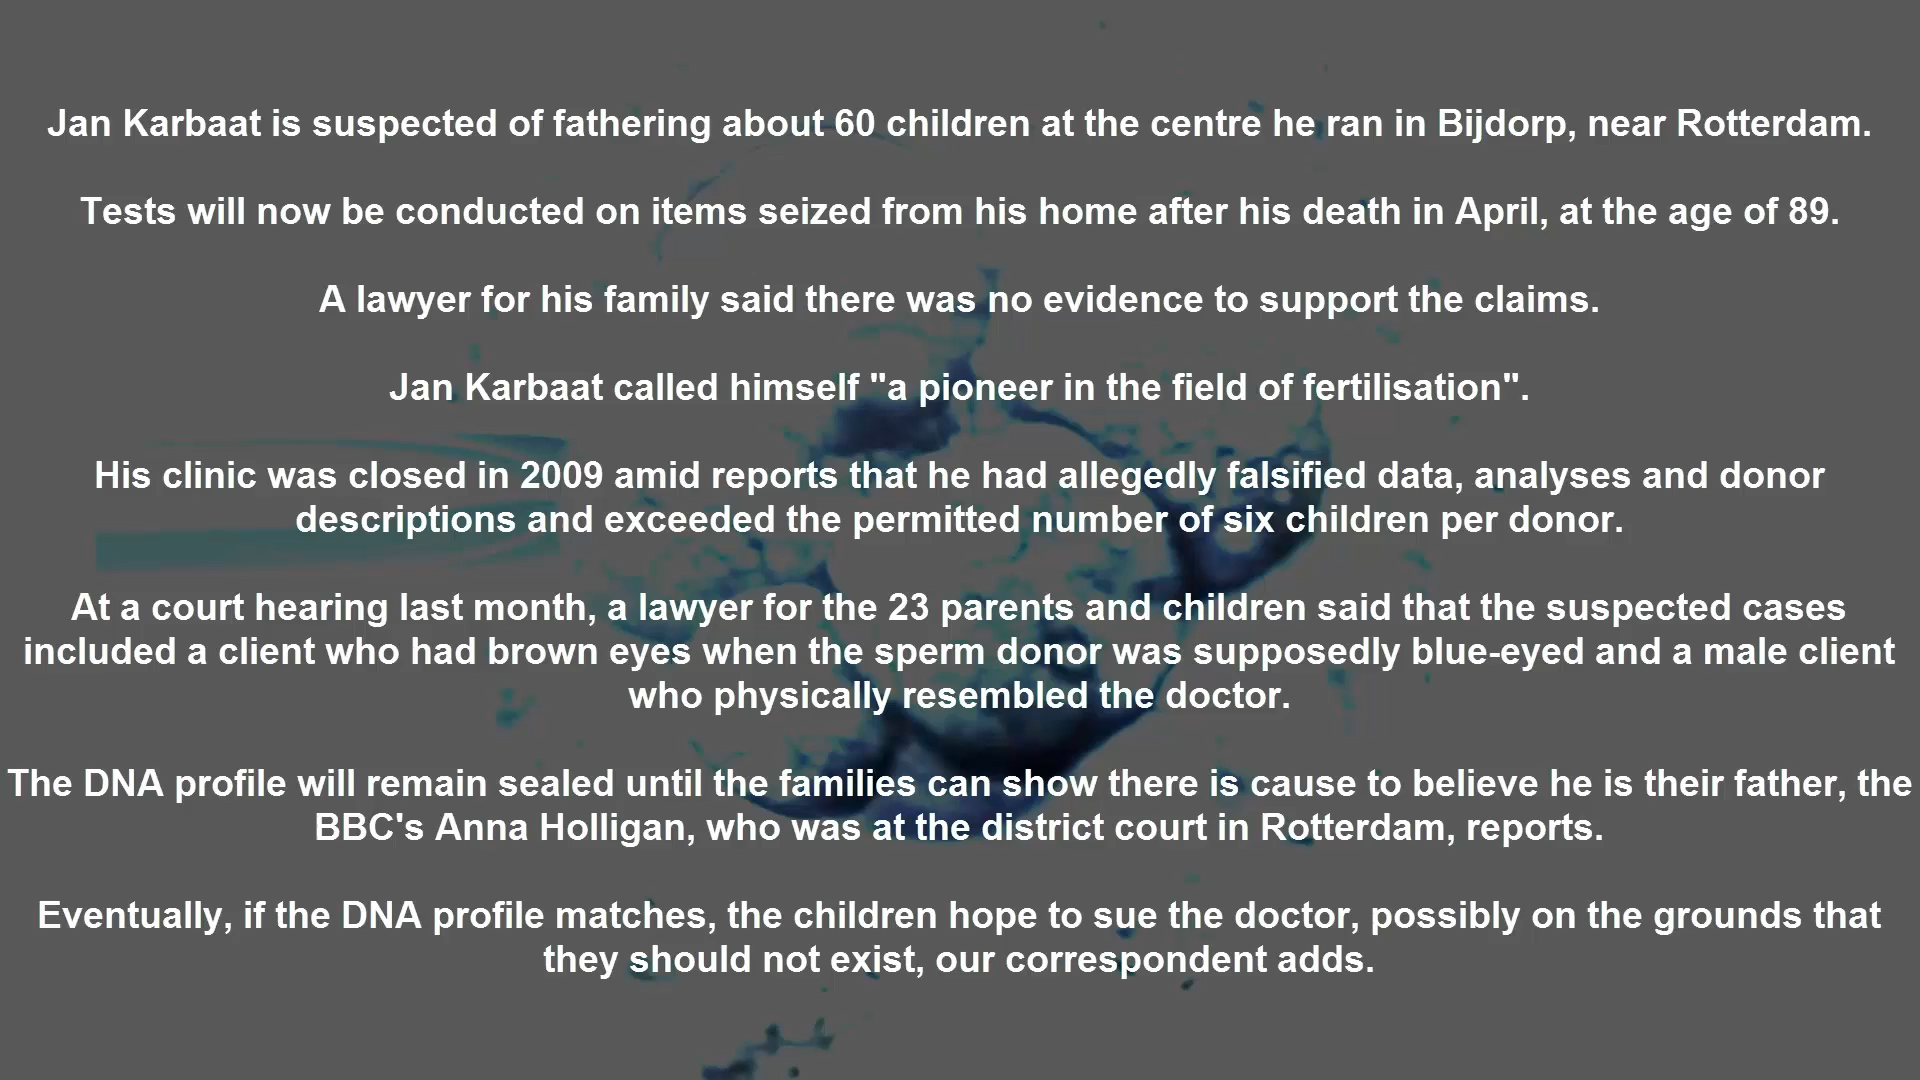 Jan Karbaat is suspected of fathering about 60 children at the centre he ran in Bijdorp, near Rotterdam.
Tests will now be conducted on items seized from his home after his death in April, at the age of 89.
A lawyer for his family said there was no evidence to support the claims.
Jan Karbaat called himself "a pioneer in the field of fertilisation".
His clinic was closed in 2009 amid reports that he had allegedly falsified data, analyses and donor
descriptions and exceeded the permitted number of six children per donor.
At a court hearing last month, a lawyer for the 23 parents and children said that the suspected cases
included a client who had brown eyes when the sperm donor was supposedly blue-eyed and a male client
who physically resembled the doctor.
The DNA profile will remain sealed until the families can show there is cause to believe he is their father, the
BBC's Anna Holligan, who was at the district court in Rotterdam, reports.
Eventually, if the DNA profile matches, the children hope to sue the doctor, possibly on the grounds that
they should not exist, our correspondent adds.